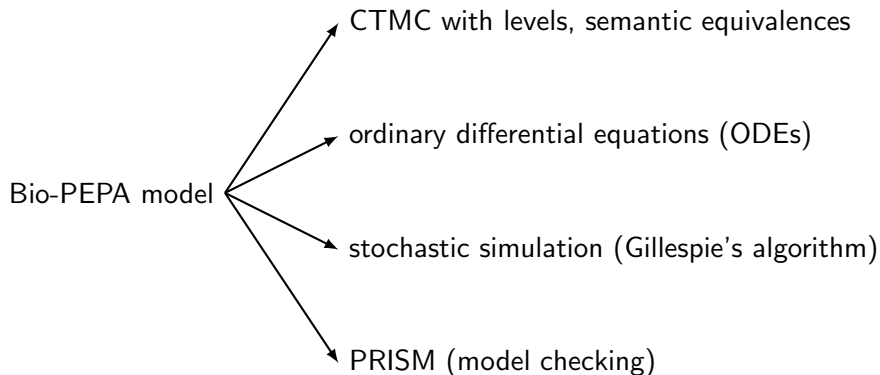 CTMC with levels, semantic equivalences
ordinary differential equations (ODEs)
Bio-PEPA model
stochastic simulation (Gillespie's algorithm)
PRISM (model checking)